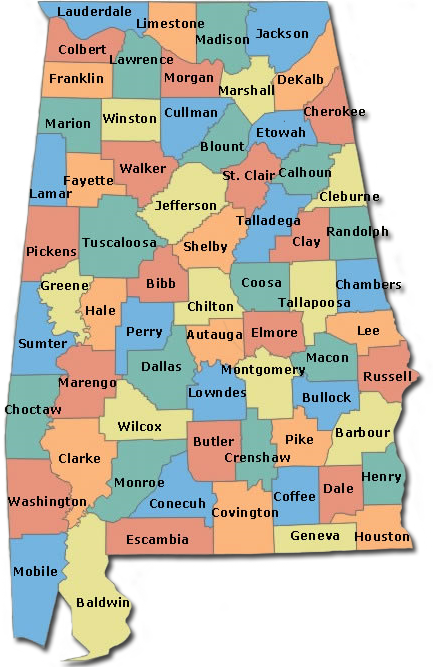 Lauderdale
Limestone
Madison
Jackson
Colbert
Lawrence
Franklin
Morgan
Marshall
DeKalb
Cherokee
Marion
Winston
Cullman
Etowah
Blount
Walker
St. Clair
Calhoun
Fayette
Lamar
Cleburne
Jefferson
Talladega
Randolph
Tuscaloosa
Shelby
Clay
Pickens
Greene
Bibb
Coosa
Chambers
Tallapoosa
Hale
Chilton
Perry
Autauga
Elmore
Lee
Sumter
Macon
Dallas
Montgomery
Russell
Marengo
Lowndes
Bullock
Choctaw
Wilcox
Barbour
Butler
Pike
Clarke
Crenshaw
Henry
Monroe
Dale
Coffee
Washington
Conecuh
Covington
Geneva
Houston
Escambia
Mobile
Baldwin